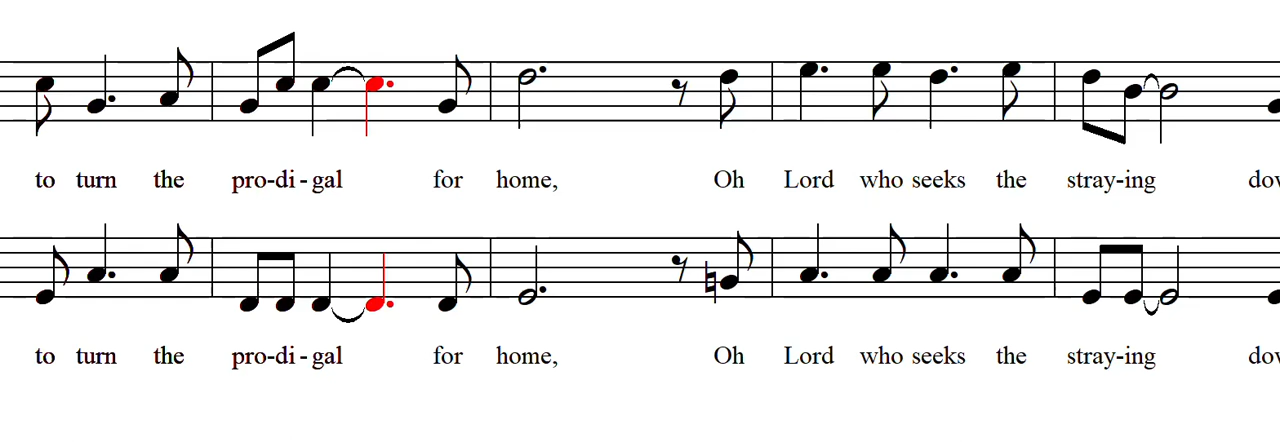 to turn the pro-di-gal for home, Oh Lord who seeks the stray-ing
to turn the pro-di-gal for home, Oh Lord who seeks the stray-ing